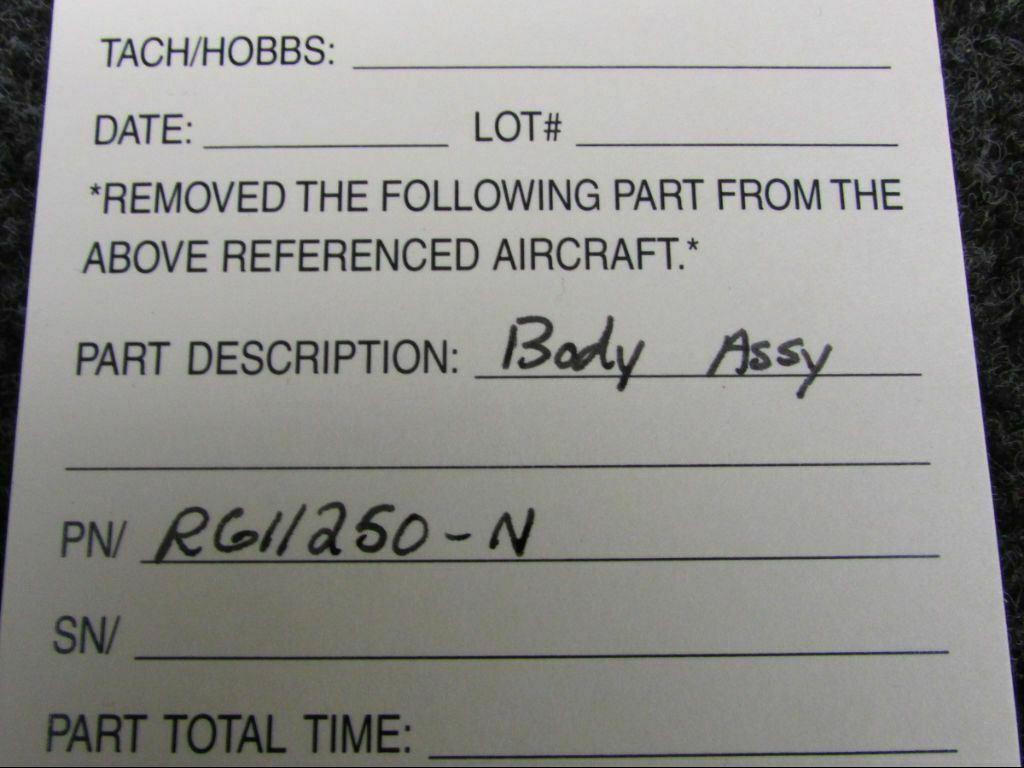 TACH/HOBBS:
DATE: LOT#
*REMOVED THE FOLLOWING PART FROM THE
ABOVE REFERENCED AIRCRAFT.*
PART DESCRIPTION: Body Assy
PN/ RG11250-N
SN/
PART TOTAL TIME: